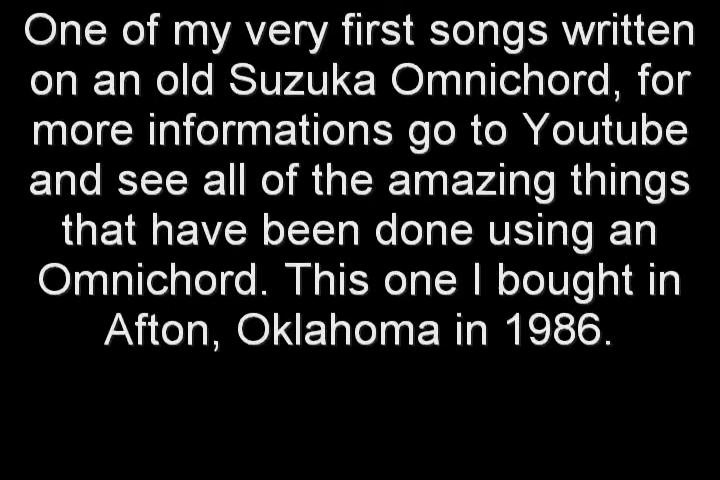 One of my very first songs written
on an old Suzuka Omnichord, for
more informations go to Youtube
and see all of the amazing things
that have been done using an
Omnichord. This one I bought in
Afton, Oklahoma in 1986.